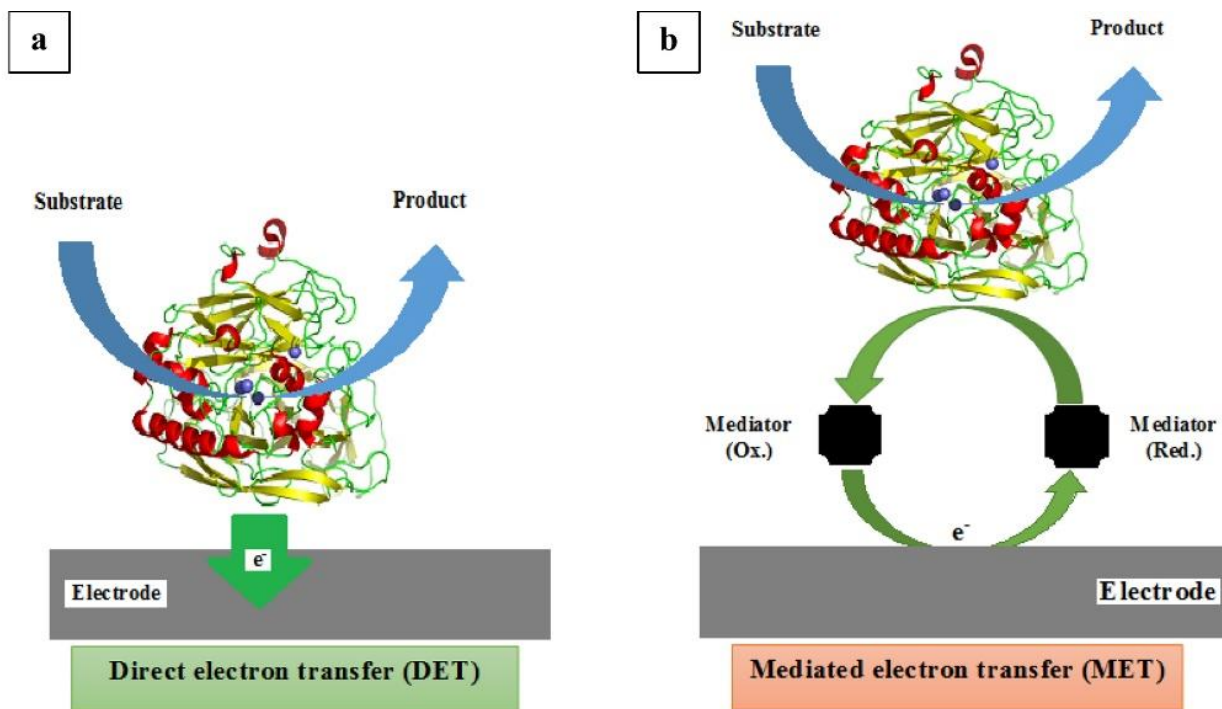 a
Substrate
Product
e-
Electrode
Direct electron transfer (DET)
b
Substrate
Product
Mediator
(Ox.)
Mediator
(Red.)
e-
Electrode
Mediated electron transfer (MET)